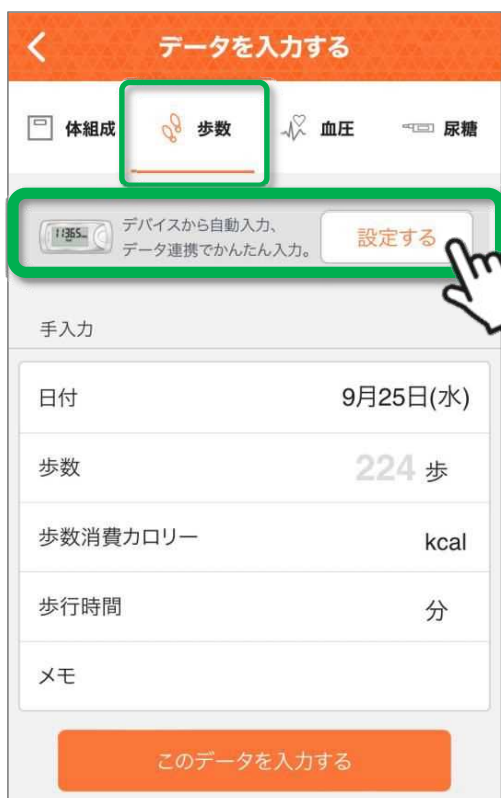 データを入力する
体組成 歩数 血圧 尿糖
11365
デバイスから自動入力、
データ連携でかんたん入力。
設定する
手入力
日付 9月25日(水)
歩数 224 歩
歩数消費カロリー kcal
歩行時間 分
メモ
このデータを入力する